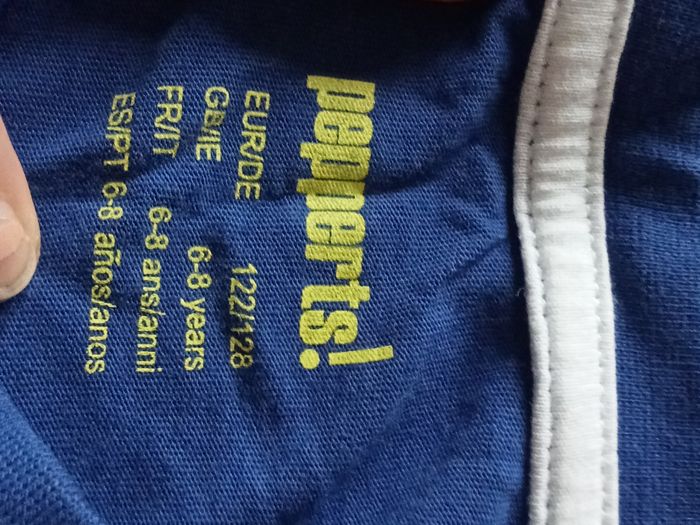 pepperts!
EUR/DE 122/128
GB/IE 6-8 years
FR/IT 6-8 ans/anni
ES/PT 6-8 años/anos